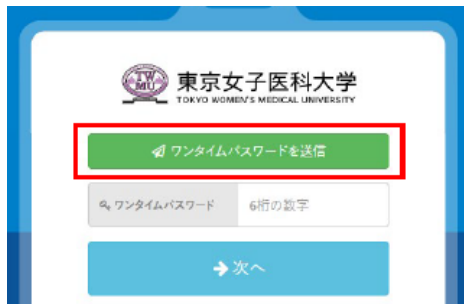 TWMU
東京女子医科大学
TOKYO WOMEN'S MEDICAL UNIVERSITY
ワンタイムパスワードを送信
ワンタイムパスワード 6桁の数字
次へ